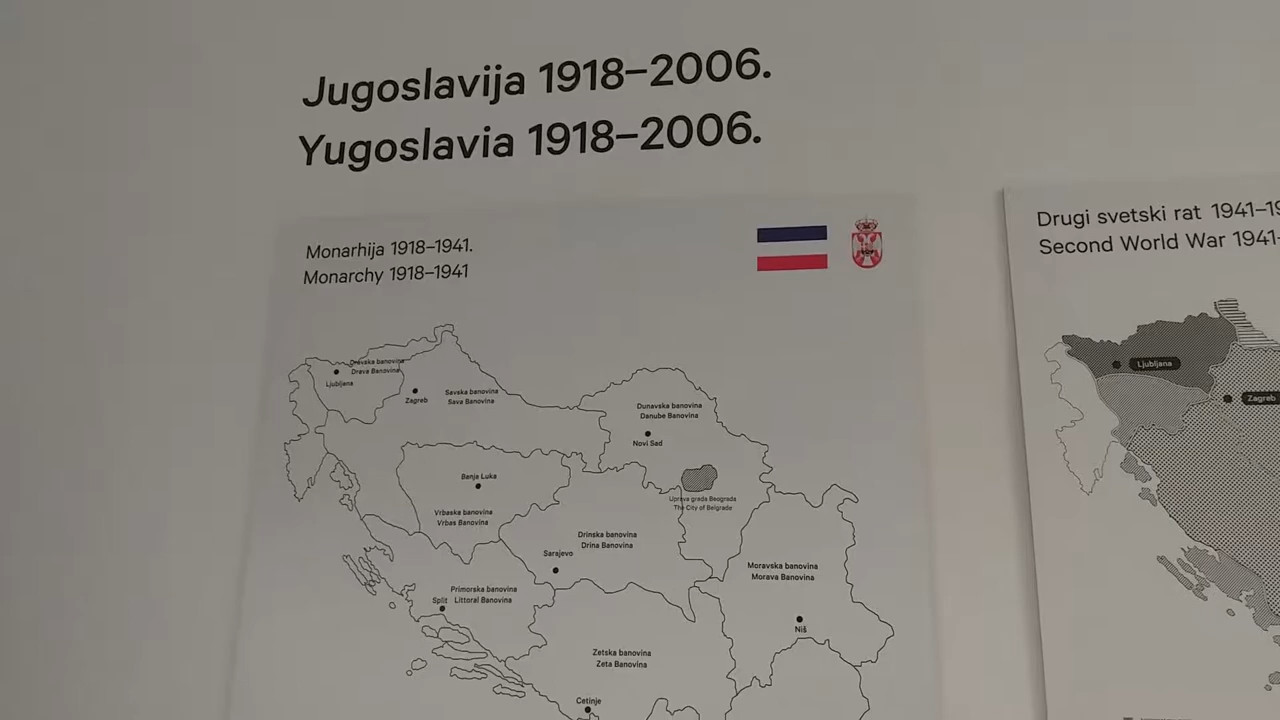 Jugoslavija 1918–2006.
Yugoslavia 1918–2006.
Monarhija 1918–1941.
Monarchy 1918–1941
Dravska banovina
Drava Banovina
Ljubljana
Zagreb
Savska banovina
Sava Banovina
Dunavska banovina
Danube Banovina
Novi Sad
Uprava grada Beograda
The City of Belgrade
Banja Luka
Vrbaska banovina
Vrbas Banovina
Drinska banovina
Drina Banovina
Sarajevo
Moravska banovina
Morava Banovina
Niš
Primorska banovina
Split Littoral Banovina
Zetska banovina
Zeta Banovina
Cetinje
Drugi svetski rat 1941–19
Second World War 1941–
Ljubljana
Zagreb